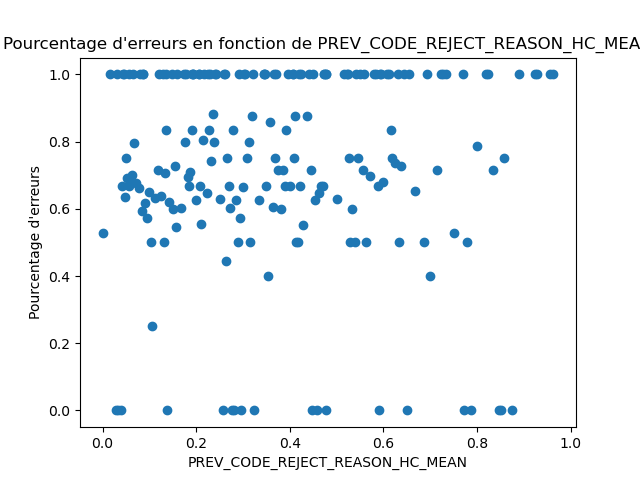 Pourcentage d'erreurs en fonction de PREV_CODE_REJECT_REASON_HC_MEA
1.0
0.8
0.6
0.4
0.2
0.0
Pourcentage d'erreurs
0.0 0.2 0.4 0.6 0.8 1.0
PREV_CODE_REJECT_REASON_HC_MEAN